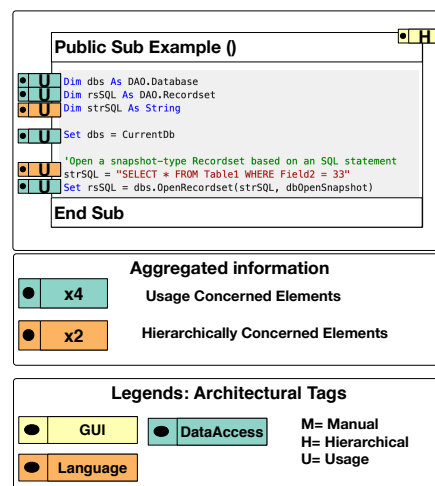 H
Public Sub Example ()
U Dim dbs As DAO.Database
U Dim rsSQL As DAO.Recordset
U Dim strSQL As String
U Set dbs = CurrentDb
'Open a snapshot-type Recordset based on an SQL statement
U strSQL = "SELECT * FROM Table1 WHERE Field2 = 33"
U Set rsSQL = dbs.OpenRecordset(strSQL, dbOpenSnapshot)
End Sub
Aggregated information
x4 Usage Concerned Elements
x2 Hierarchically Concerned Elements
Legends: Architectural Tags
GUI DataAccess M= Manual
H= Hierarchical
U= Usage
Language